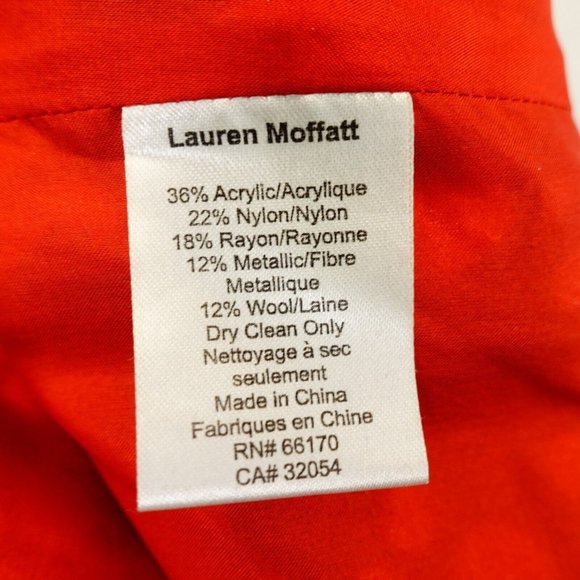 Lauren Moffatt
36% Acrylic/Acrylique
22% Nylon/Nylon
18% Rayon/Rayonne
12% Metallic/Fibre
Metallique
12% Wool/Laine
Dry Clean Only
Nettoyage à sec
seulement
Made in China
Fabriques en Chine
RN# 66170
CA# 32054